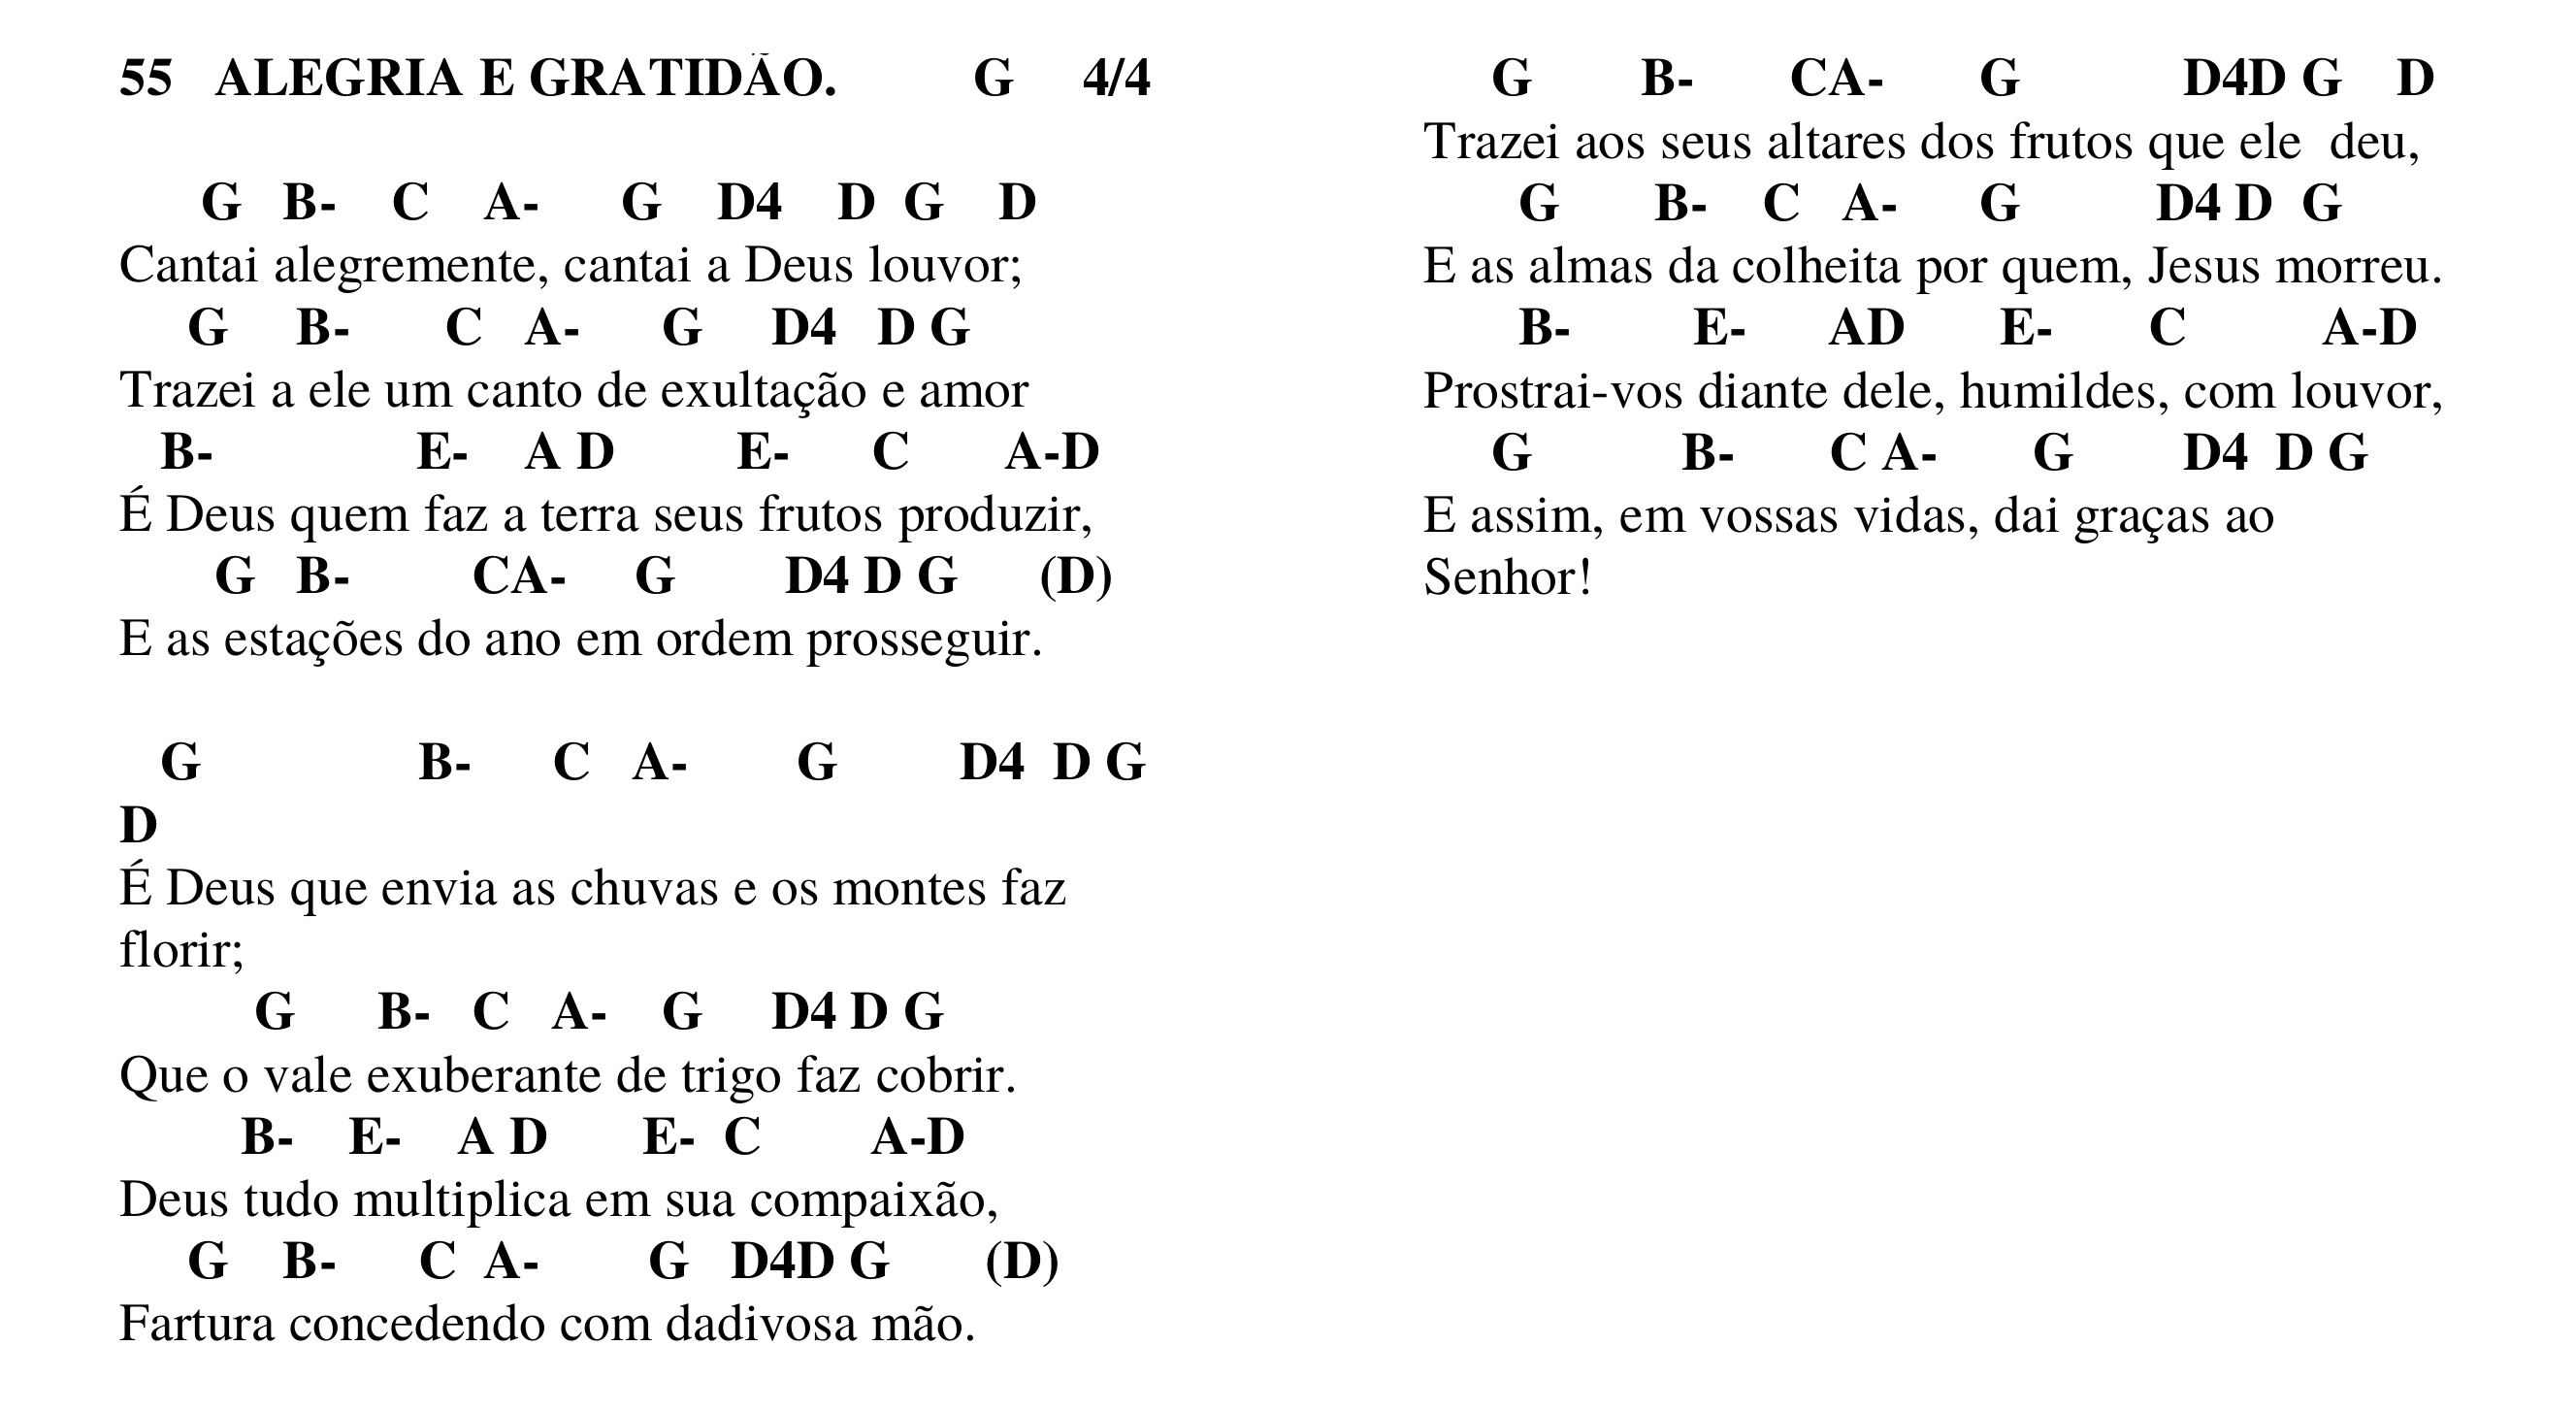 55 ALEGRIA E GRATIDÃO. G 4/4
G B- C A- G D4 D G D
Cantai alegremente, cantai a Deus louvor;
G B- C A- G D4 D G
Trazei a ele um canto de exultação e amor
B- E- A D E- C A-D
É Deus quem faz a terra seus frutos produzir,
G B- CA- G D4 D G (D)
E as estações do ano em ordem prosseguir.
G B- C A- G D4 D G
D
É Deus que envia as chuvas e os montes faz
florir;
G B- C A- G D4 D G
Que o vale exuberante de trigo faz cobrir.
B- E- A D E- C A-D
Deus tudo multiplica em sua compaixão,
G B- C A- G D4D G (D)
Fartura concedendo com dadivosa mão.
G B- CA- G D4D G D
Trazei aos seus altares dos frutos que ele deu,
G B- C A- G D4 D G
E as almas da colheita por quem, Jesus morreu.
B- E- AD E- C A-D
Prostrai-vos diante dele, humildes, com louvor,
G B- C A- G D4 D G
E assim, em vossas vidas, dai graças ao
Senhor!